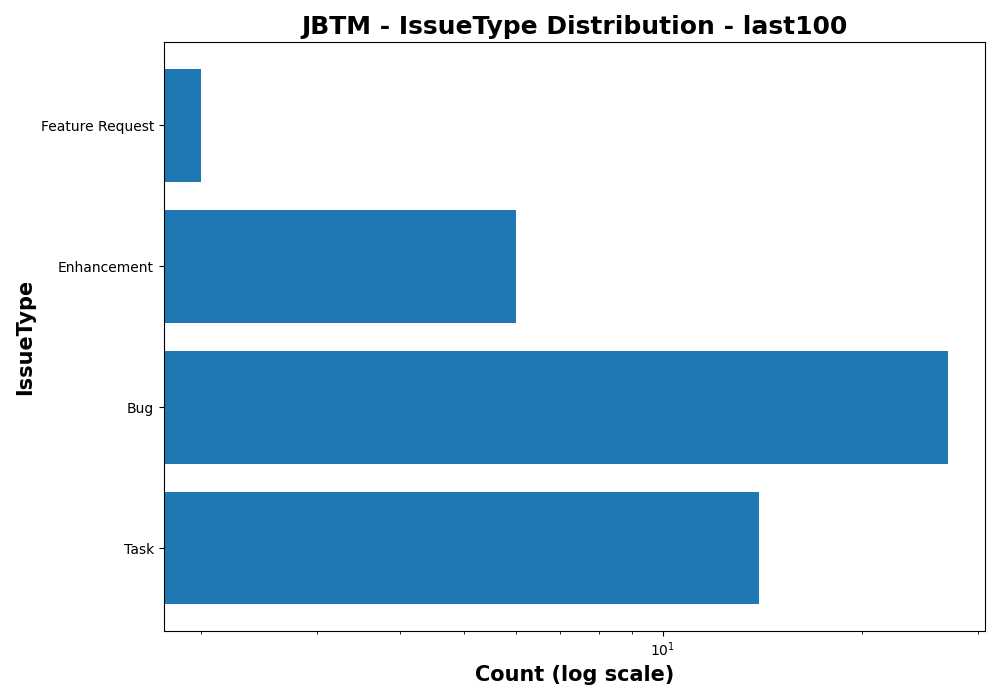 JBTM - IssueType Distribution - last100
IssueType
Feature Request
Enhancement
Bug
Task
10¹
Count (log scale)